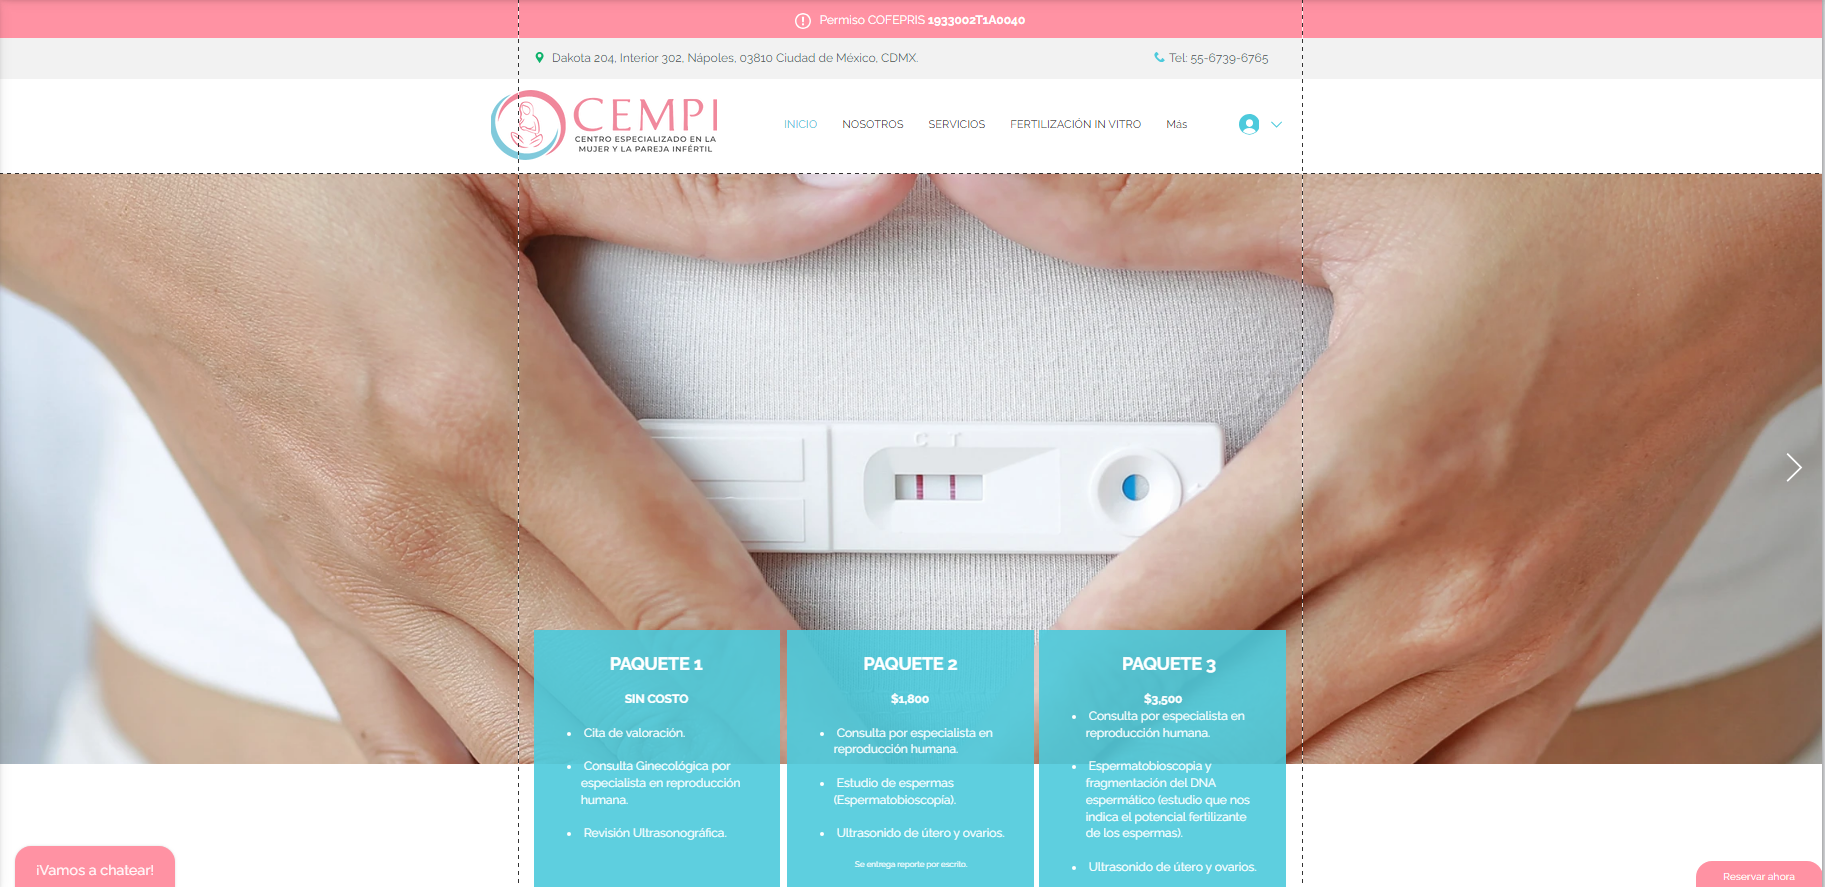 Permiso COFEPRIS 1933002T1A0040
Dakota 204, Interior 302, Nápoles, 03810 Ciudad de México, CDMX.
Tel: 55-6739-6765
CEMPI
CENTRO ESPECIALIZADO EN LA
MUJER Y LA PAREJA INFÉRTIL
INICIO
NOSOTROS
SERVICIOS
FERTILIZACIÓN IN VITRO
Más
C T
PAQUETE 1
SIN COSTO
• Cita de valoración.
• Consulta Ginecológica por
especialista en reproducción
humana.
• Revisión Ultrasonográfica.
PAQUETE 2
$1,800
• Consulta por especialista en
reproducción humana.
• Estudio de espermas
(Espermatobioscopía).
• Ultrasonido de útero y ovarios.
Se entrega reporte por escrito.
PAQUETE 3
$3,500
• Consulta por especialista en
reproducción humana.
• Espermatobioscopia y
fragmentación del DNA
espermático (estudio que nos
indica el potencial fertilizante
de los espermas).
• Ultrasonido de útero y ovarios.
¡Vamos a chatear!
Reservar ahora